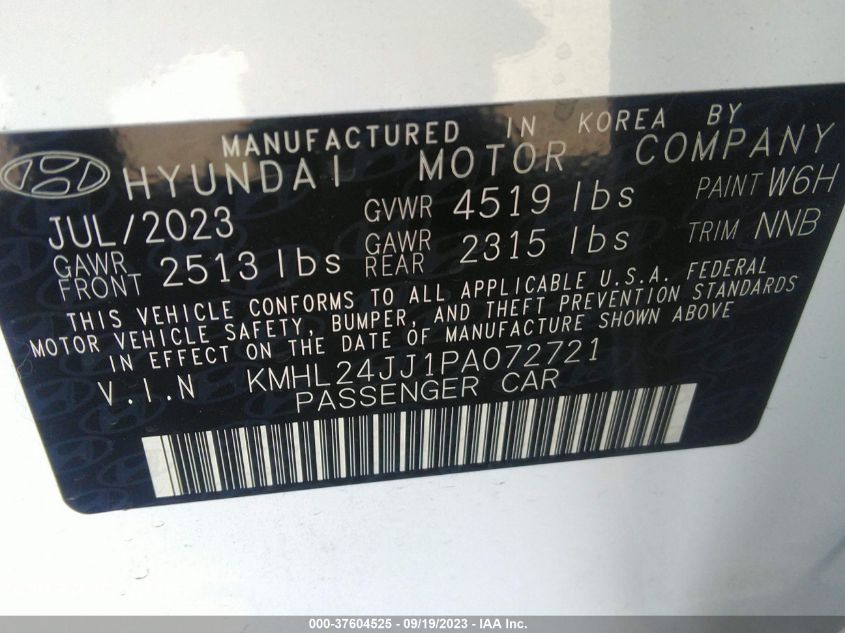 MANUFACTURED IN KOREA BY
HYUNDAI MOTOR COMPANY
JUL/2023 GVWR 4519 lbs PAINT W6H
GAWR FRONT 2513 lbs GAWR REAR 2315 lbs TRIM NNB
THIS VEHICLE CONFORMS TO ALL APPLICABLE U.S.A. FEDERAL
MOTOR VEHICLE SAFETY, BUMPER, AND THEFT PREVENTION STANDARDS
IN EFFECT ON THE DATE OF MANUFACTURE SHOWN ABOVE
V.I.N KMHL24JJ1PA072721
PASSENGER CAR
000-37604525 - 09/19/2023 - IAA Inc.